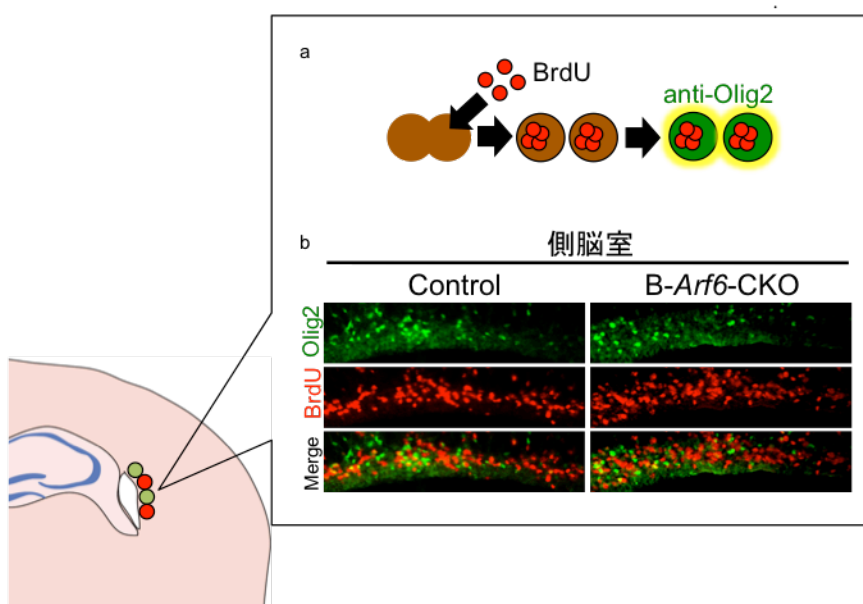 a
BrdU
anti-Olig2
b
側脳室
Control
B-Arf6-CKO
Olig2
BrdU
Merge